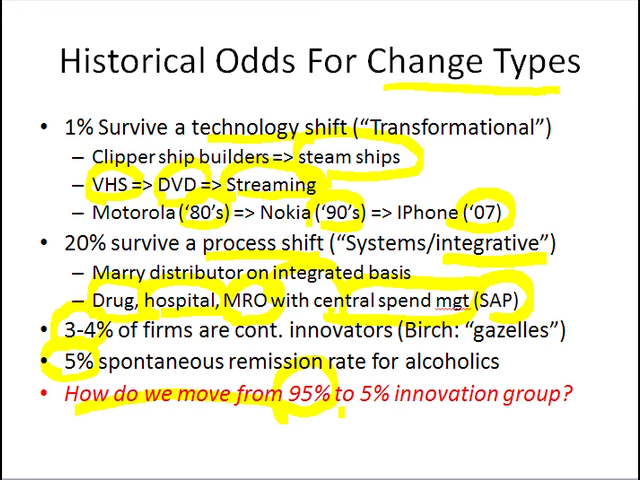 Historical Odds For Change Types
• 1% Survive a technology shift (“Transformational”)
– Clipper ship builders => steam ships
– VHS => DVD => Streaming
– Motorola (‘80’s) => Nokia (‘90’s) => IPhone (‘07)
• 20% survive a process shift (“Systems/integrative”)
– Marry distributor on integrated basis
– Drug, hospital, MRO with central spend mgt (SAP)
• 3-4% of firms are cont. innovators (Birch: “gazelles”)
• 5% spontaneous remission rate for alcoholics
• How do we move from 95% to 5% innovation group?